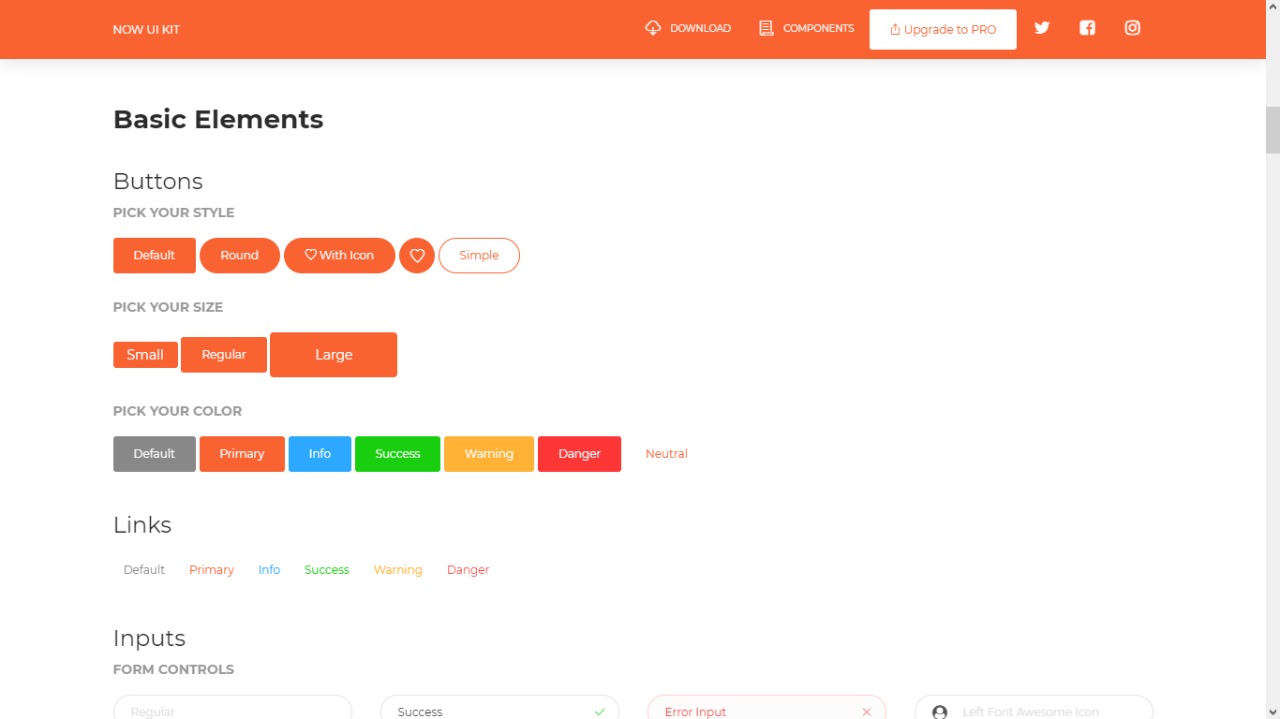 NOW UI KIT DOWNLOAD COMPONENTS Upgrade to PRO
Basic Elements
Buttons
PICK YOUR STYLE
Default Round With Icon Simple
PICK YOUR SIZE
Small Regular Large
PICK YOUR COLOR
Default Primary Info Success Warning Danger Neutral
Links
Default Primary Info Success Warning Danger
Inputs
FORM CONTROLS
Regular Success Error Input Left Font Awesome Icon